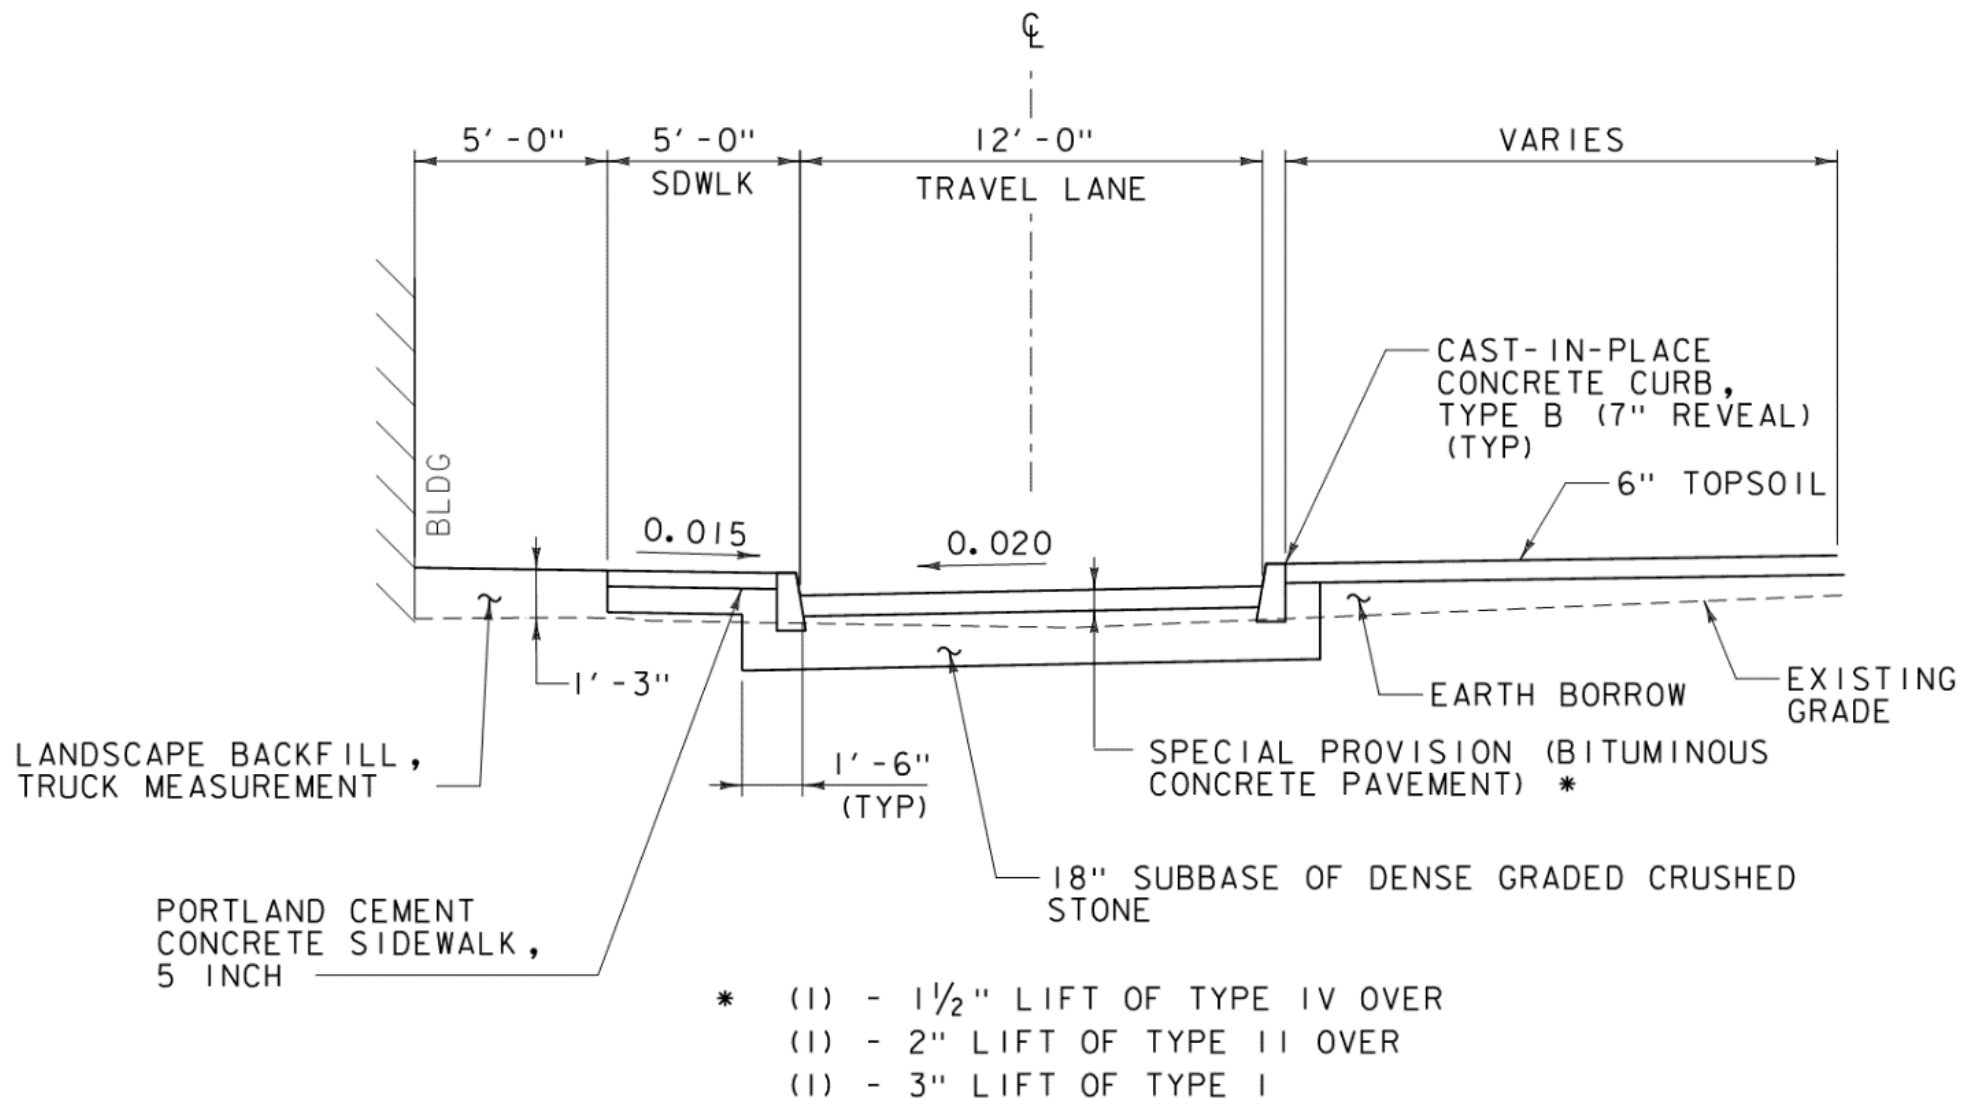 ℄
5'-0" 5'-0" 12'-0" VARIES
SDWLK TRAVEL LANE
CAST-IN-PLACE
CONCRETE CURB,
TYPE B (7" REVEAL)
(TYP)
BLDG
6" TOPSOIL
0.015
0.020
1'-3"
EARTH BORROW
EXISTING
GRADE
LANDSCAPE BACKFILL,
TRUCK MEASUREMENT
1'-6"
(TYP)
SPECIAL PROVISION (BITUMINOUS
CONCRETE PAVEMENT) *
18" SUBBASE OF DENSE GRADED CRUSHED
STONE
PORTLAND CEMENT
CONCRETE SIDEWALK,
5 INCH
* (1) - 1½" LIFT OF TYPE IV OVER
(1) - 2" LIFT OF TYPE II OVER
(1) - 3" LIFT OF TYPE I